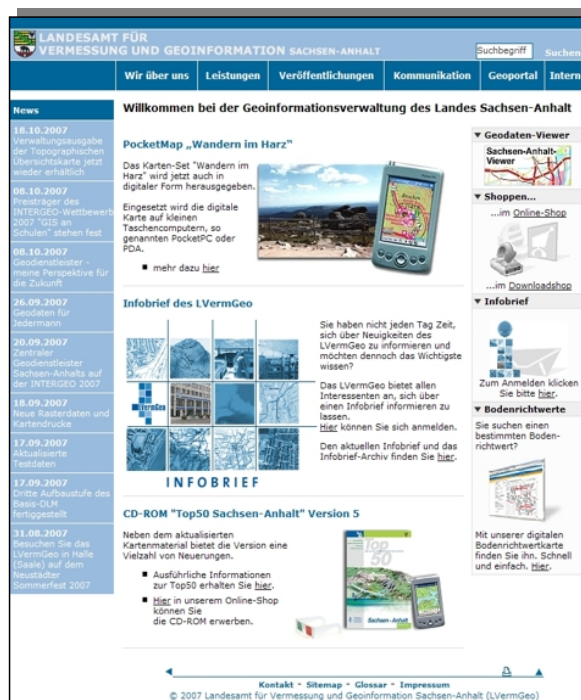 LANDESAMT FÜR
VERMESSUNG UND GEOINFORMATION SACHSEN-ANHALT
Suchbegriff
Suchen
Wir über uns
Leistungen
Veröffentlichungen
Kommunikation
Geoportal
Intern
News
18.10.2007
Verwaltungsausgabe
der Topographischen
Übersichtskarte jetzt
wieder erhältlich
08.10.2007
Preisträger des
INTERGEO-Wettbewerb
2007 "GIS an
Schulen" stehen fest
08.10.2007
Geodienstleister -
meine Perspektive für
die Zukunft
26.09.2007
Geodaten für
Jedermann
20.09.2007
Zentraler
Geodienstleister
Sachsen-Anhalts auf
der INTERGEO 2007
18.09.2007
Neue Rasterdaten und
Kartendrucke
17.09.2007
Aktualisierte
Testdaten
17.09.2007
Dritte Aufbaustufe des
Basis-DLM
fertiggestellt
31.08.2007
Besuchen Sie das
LVermGeo in Halle
(Saale) auf dem
Neustädter
Sommerfest 2007
Willkommen bei der Geoinformationsverwaltung des Landes Sachsen-Anhalt
PocketMap „Wandern im Harz"
Das Karten-Set "Wandern im
Harz" wird jetzt auch in
digitaler Form herausgegeben.
Eingesetzt wird die digitale
Karte auf kleinen
Taschencomputern, so
genannten PocketPC oder
PDA.
mehr dazu hier
Infobrief des LVermGeo
LVermGeo
INFOBRIEF
Sie haben nicht jeden Tag Zeit,
sich über Neuigkeiten des
LVermGeo zu informieren und
möchten dennoch das Wichtigste
wissen?
Das LVermGeo bietet allen
Interessenten an, sich über
einen Infobrief informieren zu
lassen.
Hier können Sie sich anmelden.
Den aktuellen Infobrief und das
Infobrief-Archiv finden Sie hier.
CD-ROM "Top50 Sachsen-Anhalt" Version 5
Neben dem aktualisierten
Kartenmaterial bietet die Version eine
Vielzahl von Neuerungen.
Ausführliche Informationen
zur Top50 erhalten Sie hier.
Hier in unserem Online-Shop
können Sie
die CD-ROM erwerben.
Top
50
Sachsen-Anhalt
Geodaten-Viewer
Sachsen-Anhalt-
Viewer
Shoppen...
...im Online-Shop
...im Downloadshop
Infobrief
Zum Anmelden klicken
Sie bitte hier.
Bodenrichtwerte
Sie suchen einen
bestimmten Boden-
richtwert?
Mit unserer digitalen
Bodenrichtwertkarte
finden Sie ihn. Schnell
und einfach. Hier.
Kontakt - Sitemap - Glossar - Impressum
© 2007 Landesamt für Vermessung und Geoinformation Sachsen-Anhalt (LVermGeo)